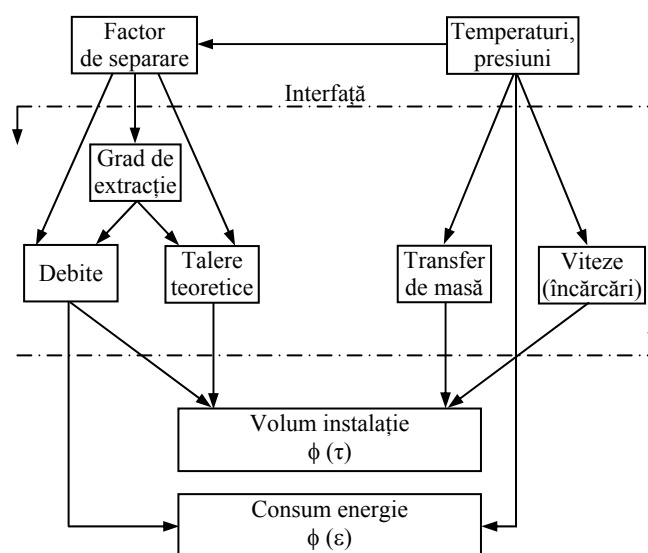 Factor
de separare
Temperaturi,
presiuni
Interfață
Grad de
extracție
Debite
Talere
teoretice
Transfer
de masă
Viteze
(încărcări)
Volum instalație
ϕ (τ)
Consum energie
ϕ (ε)